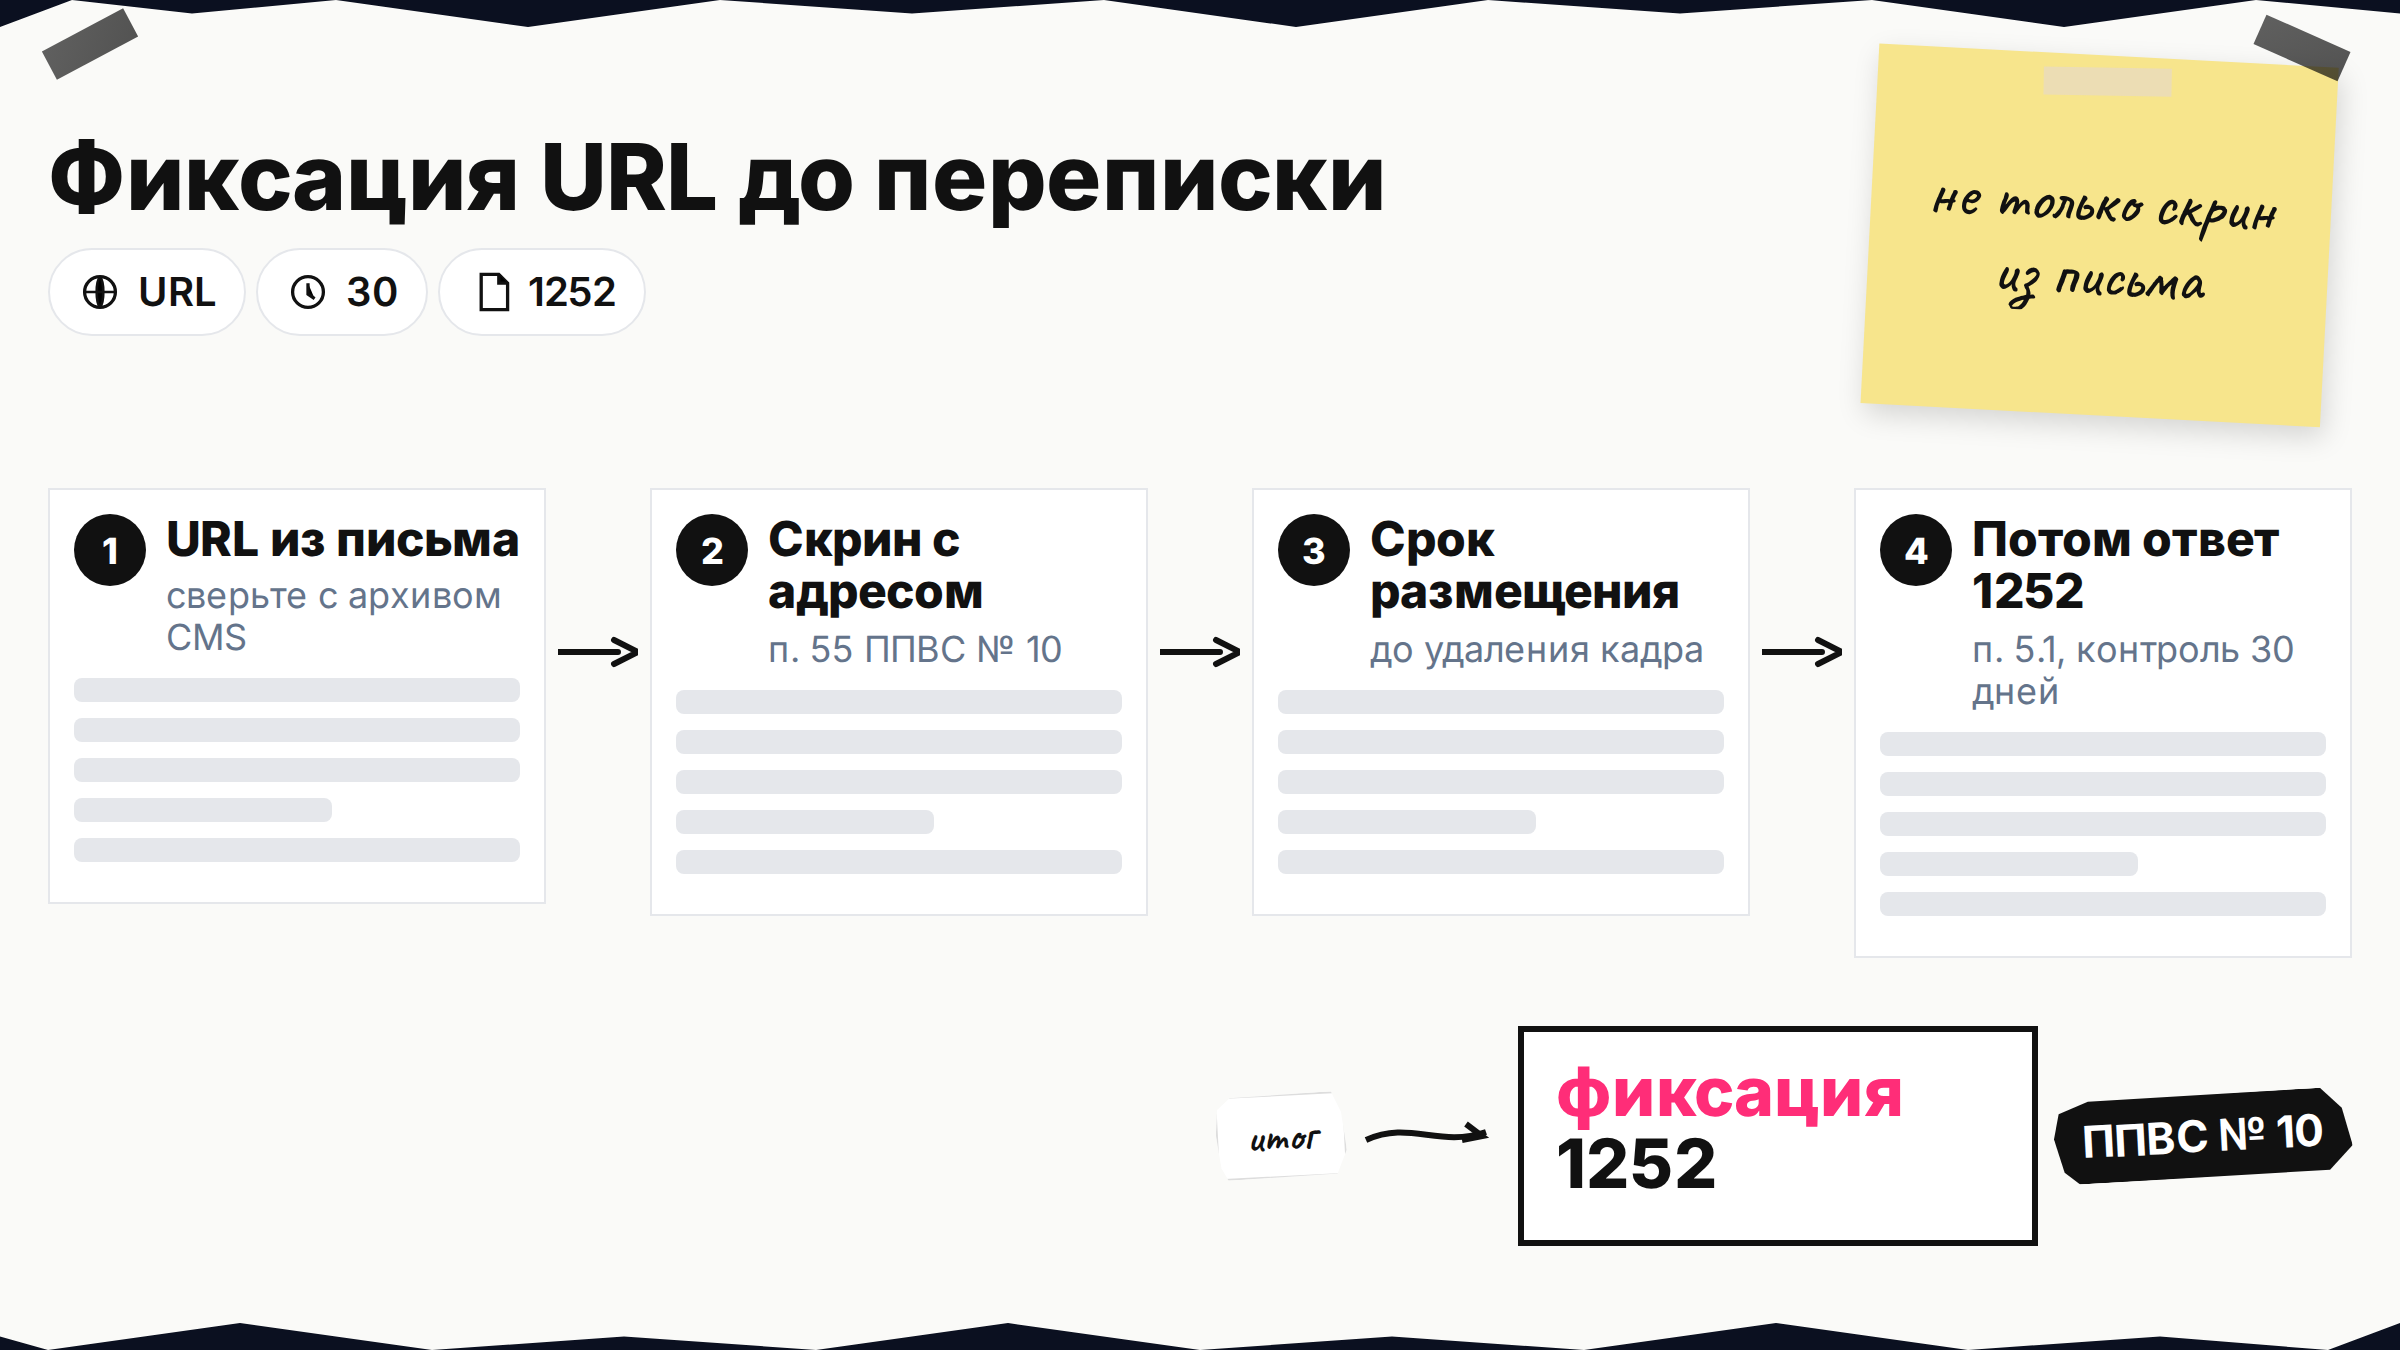 Фиксация URL до переписки
URL
30
1252
не только скрин
из письма
1
URL из письма
сверьте с архивом
CMS
2
Скрин с
адресом
п. 55 ППВС № 10
3
Срок
размещения
до удаления кадра
4
Потом ответ
1252
п. 5.1, контроль 30
дней
итог
фиксация
1252
ППВС № 10